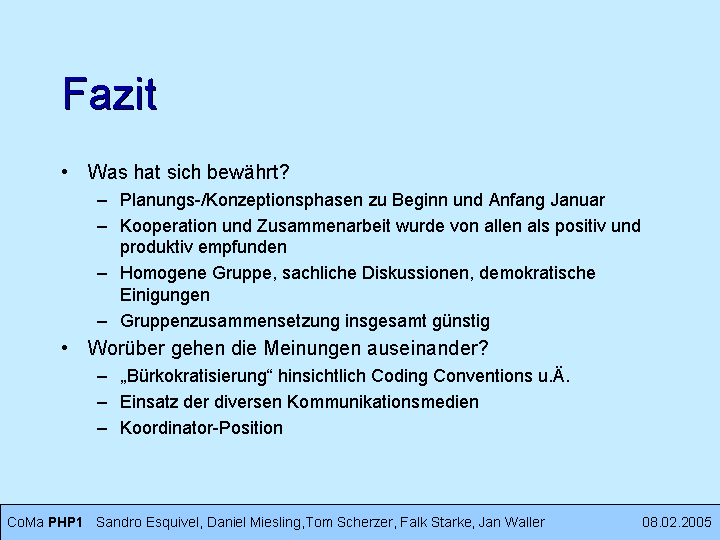 Fazit
• Was hat sich bewährt?
– Planungs-/Konzeptionsphasen zu Beginn und Anfang Januar
– Kooperation und Zusammenarbeit wurde von allen als positiv und
produktiv empfunden
– Homogene Gruppe, sachliche Diskussionen, demokratische
Einigungen
– Gruppenzusammensetzung insgesamt günstig
• Worüber gehen die Meinungen auseinander?
– „Bürkokratisierung“ hinsichtlich Coding Conventions u.Ä.
– Einsatz der diversen Kommunikationsmedien
– Koordinator-Position
CoMa PHP1 Sandro Esquivel, Daniel Miesling,Tom Scherzer, Falk Starke, Jan Waller 08.02.2005